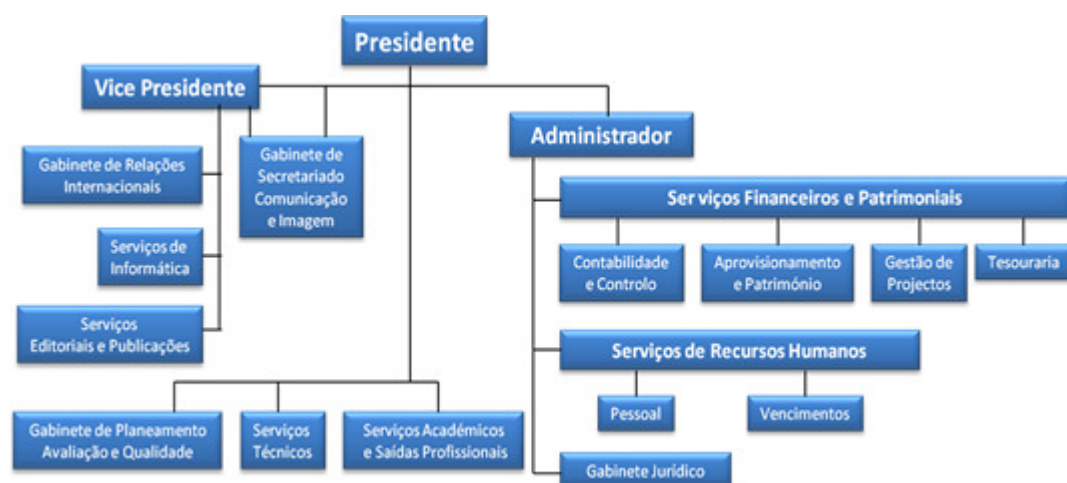 Presidente
Vice Presidente
Administrador
Gabinete de Relações
Internacionais
Gabinete de
Secretariado
Comunicação
e Imagem
Serviços de
Informática
Serviços
Editoriais e Publicações
Serviços Financeiros e Patrimoniais
Contabilidade
e Controlo
Aprovisionamento
e Património
Gestão de
Projectos
Tesouraria
Serviços de Recursos Humanos
Pessoal
Vencimentos
Gabinete de Planeamento
Avaliação e Qualidade
Serviços
Técnicos
Serviços Académicos
e Saídas Profissionais
Gabinete Jurídico